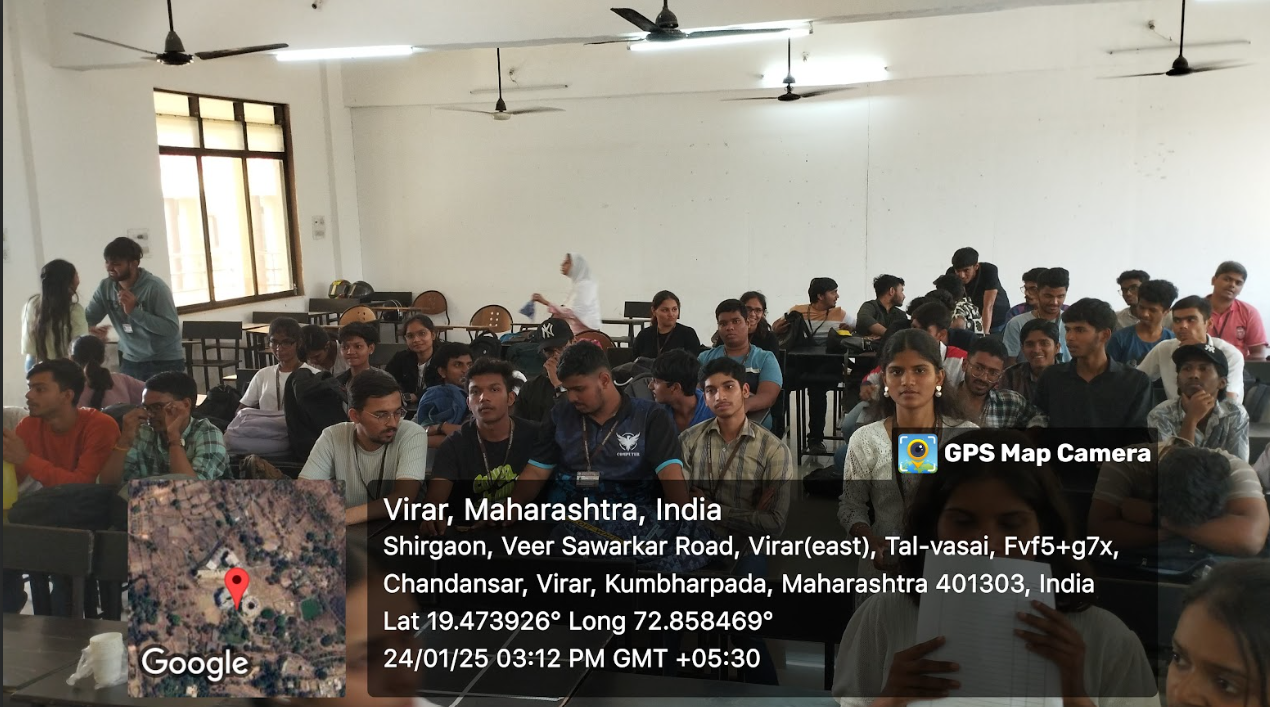 GPS Map Camera
Virar, Maharashtra, India
Shirgaon, Veer Sawarkar Road, Virar(east), Tal-vasai, Fvf5+g7x,
Chandansar, Virar, Kumbharpada, Maharashtra 401303, India
Lat 19.473926° Long 72.858469°
24/01/25 03:12 PM GMT +05:30
Google